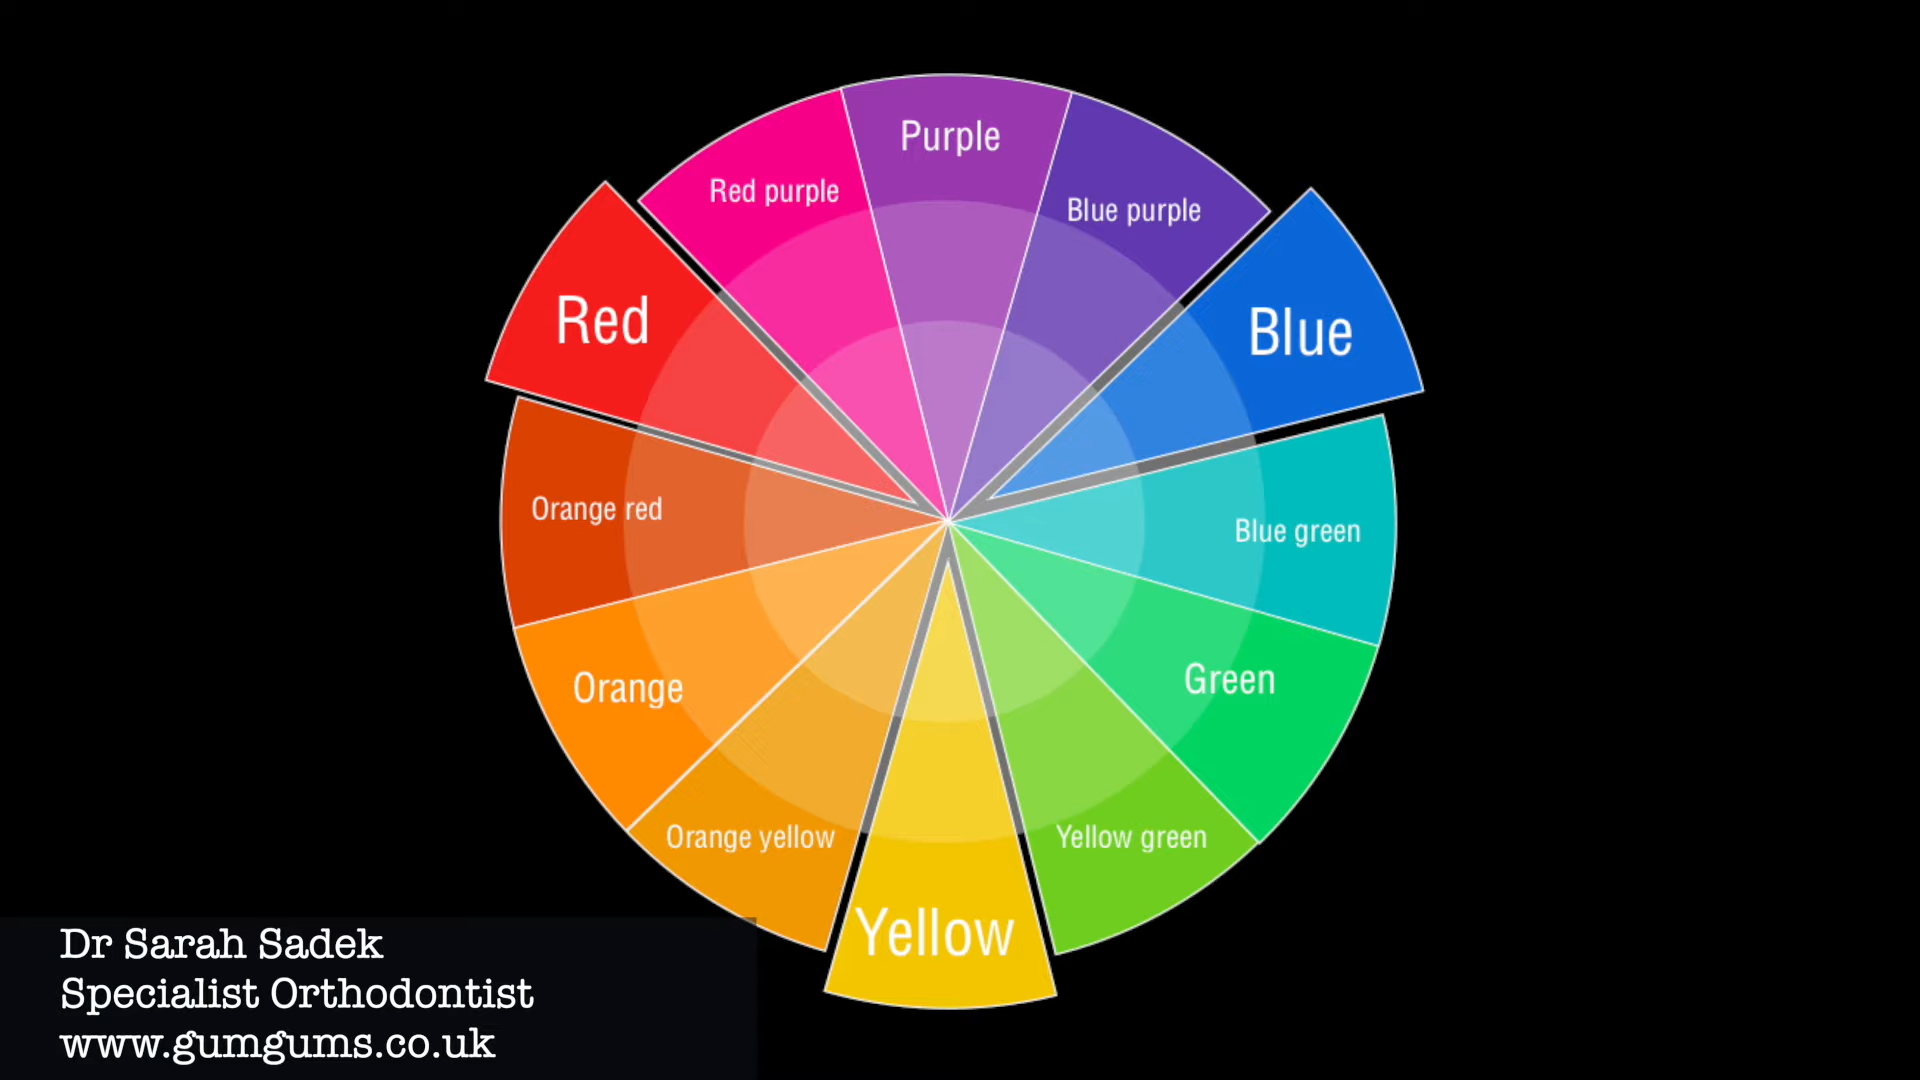 Purple
Red purple
Blue purple
Red
Blue
Orange red
Blue green
Orange
Green
Orange yellow
Yellow green
Yellow
Dr Sarah Sadek
Specialist Orthodontist
www.gumgums.co.uk